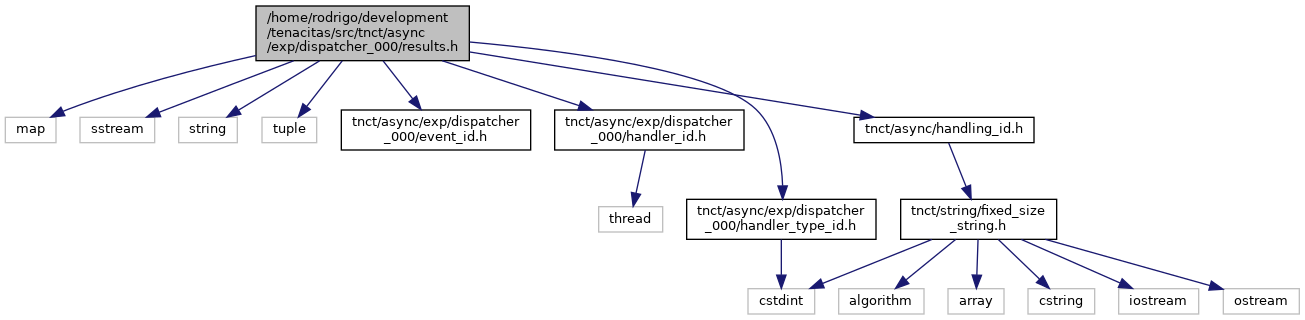 /home/rodrigo/development
/tenacitas/src/tnct/async
/exp/dispatcher_000/results.h
map
sstream
string
tuple
tnct/async/exp/dispatcher
_000/event_id.h
tnct/async/exp/dispatcher
_000/handler_id.h
tnct/async/handling_id.h
thread
tnct/async/exp/dispatcher
_000/handler_type_id.h
tnct/string/fixed_size
_string.h
cstdint
algorithm
array
cstring
iostream
ostream